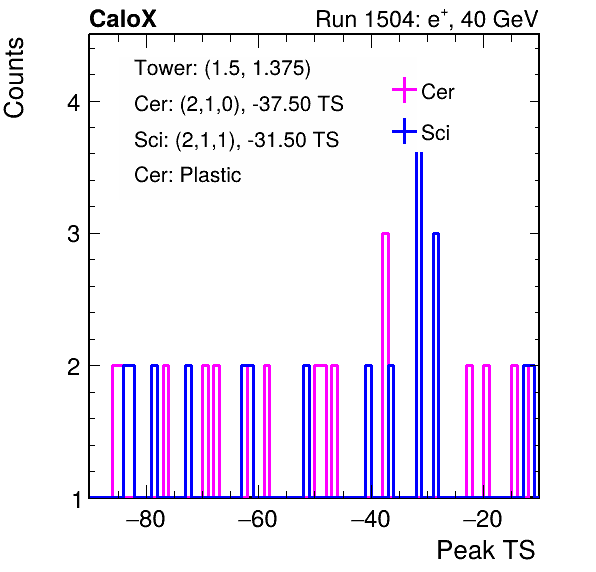 CaloX Run 1504: e⁺, 40 GeV
Counts
Tower: (1.5, 1.375)
Cer: (2,1,0), -37.50 TS
Sci: (2,1,1), -31.50 TS
Cer: Plastic
Cer
Sci
4
3
2
1
−80 −60 −40 −20
Peak TS